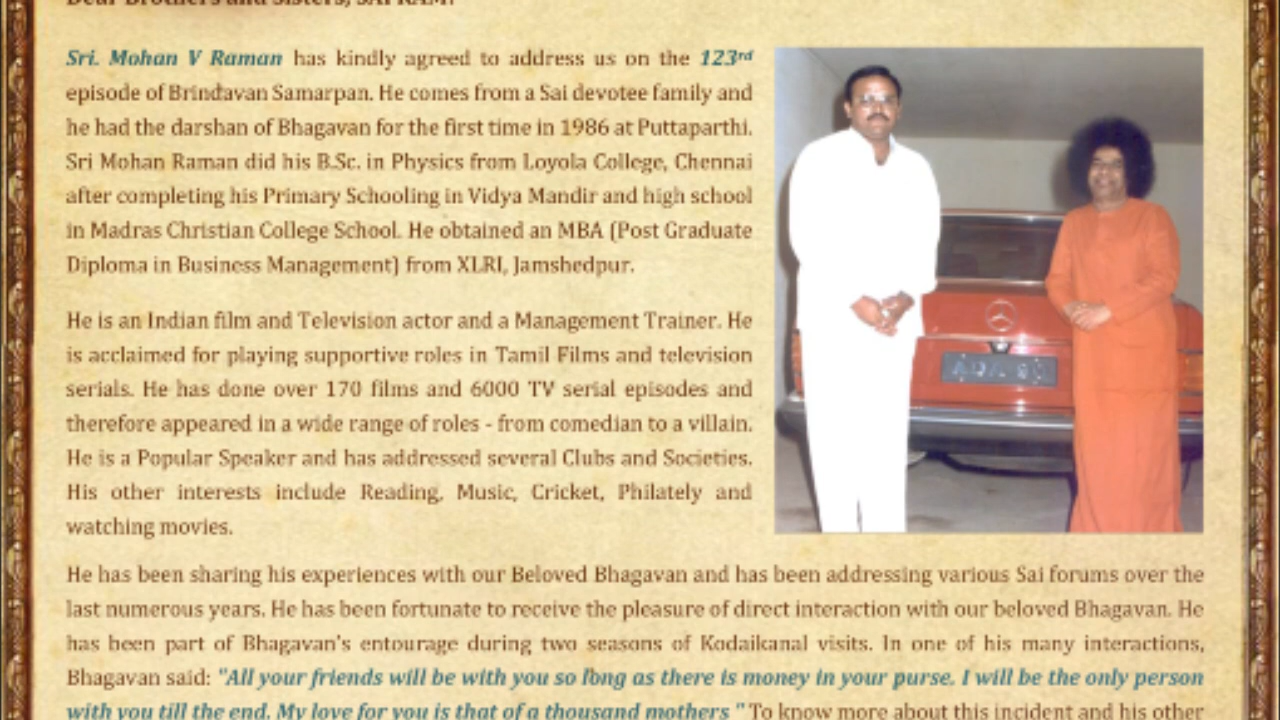 Dear Brothers and Sisters, SAI RAM!
Sri. Mohan V Raman has kindly agreed to address us on the 123rd
episode of Brindavan Samarpan. He comes from a Sai devotee family and
he had the darshan of Bhagavan for the first time in 1986 at Puttaparthi.
Sri Mohan Raman did his B.Sc. in Physics from Loyola College, Chennai
after completing his Primary Schooling in Vidya Mandir and high school
in Madras Christian College School. He obtained an MBA (Post Graduate
Diploma in Business Management) from XLRI, Jamshedpur.
He is an Indian film and Television actor and a Management Trainer. He
is acclaimed for playing supportive roles in Tamil Films and television
serials. He has done over 170 films and 6000 TV serial episodes and
therefore appeared in a wide range of roles - from comedian to a villain.
He is a Popular Speaker and has addressed several Clubs and Societies.
His other interests include Reading, Music, Cricket, Philately and
watching movies.
He has been sharing his experiences with our Beloved Bhagavan and has been addressing various Sai forums over the
last numerous years. He has been fortunate to receive the pleasure of direct interaction with our beloved Bhagavan. He
has been part of Bhagavan's entourage during two seasons of Kodaikanal visits. In one of his many interactions,
Bhagavan said: "All your friends will be with you so long as there is money in your purse. I will be the only person
with you till the end. My love for you is that of a thousand mothers " To know more about this incident and his other